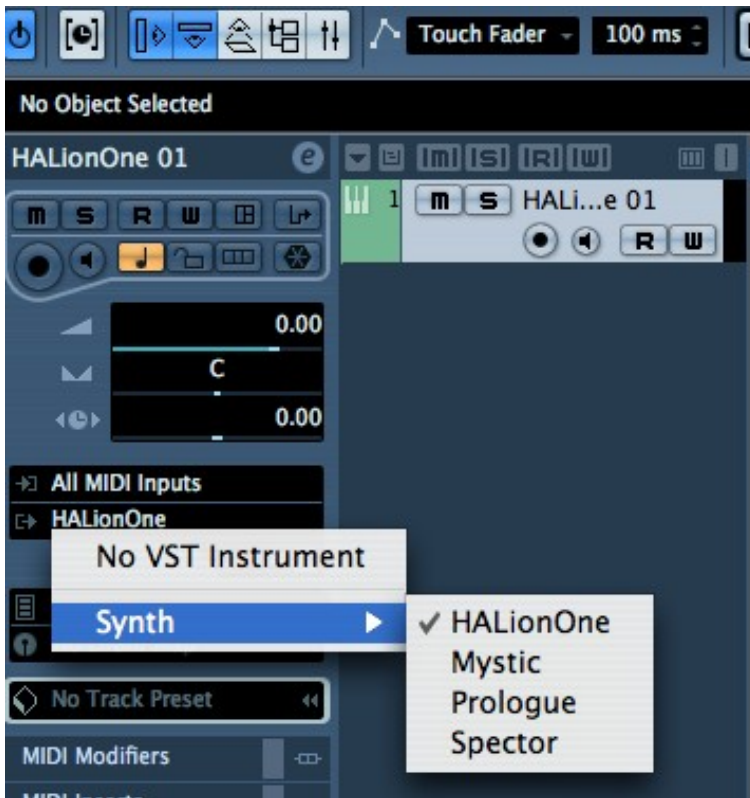 Touch Fader 100 ms
No Object Selected
HALionOne 01 e
m s R W
1 m s HALi...e 01
R W
0.00
C
0.00
All MIDI Inputs
HALionOne
No VST Instrument
Synth
HALionOne
Mystic
Prologue
Spector
No Track Preset
MIDI Modifiers